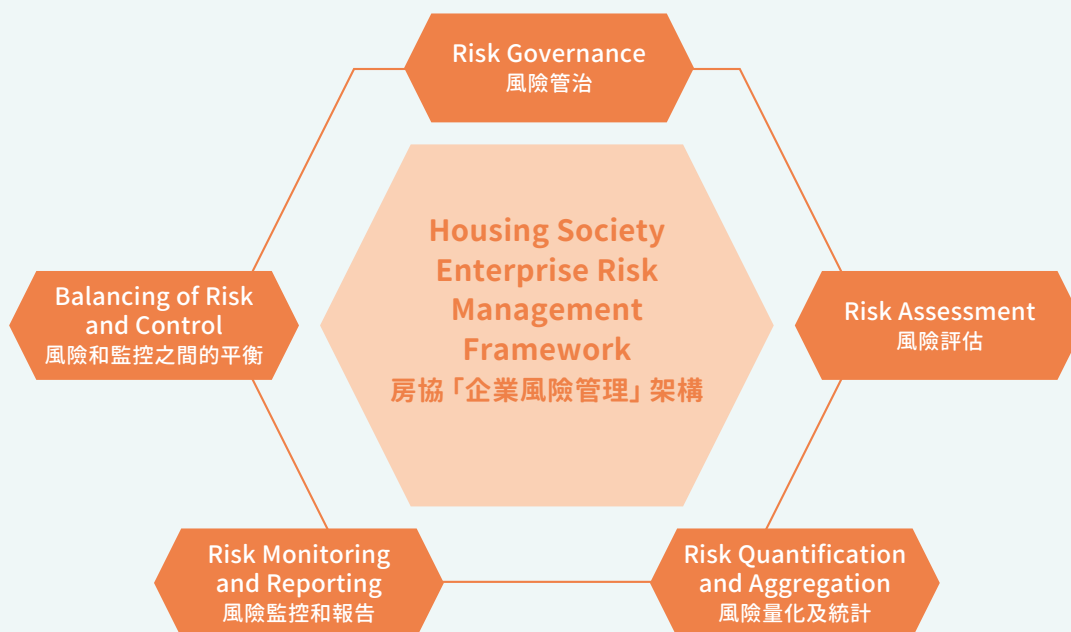 Risk Governance
風險管治
Housing Society
Enterprise Risk
Management
Framework
房協「企業風險管理」架構
Balancing of Risk
and Control
風險和監控之間的平衡
Risk Assessment
風險評估
Risk Monitoring
and Reporting
風險監控和報告
Risk Quantification
and Aggregation
風險量化及統計